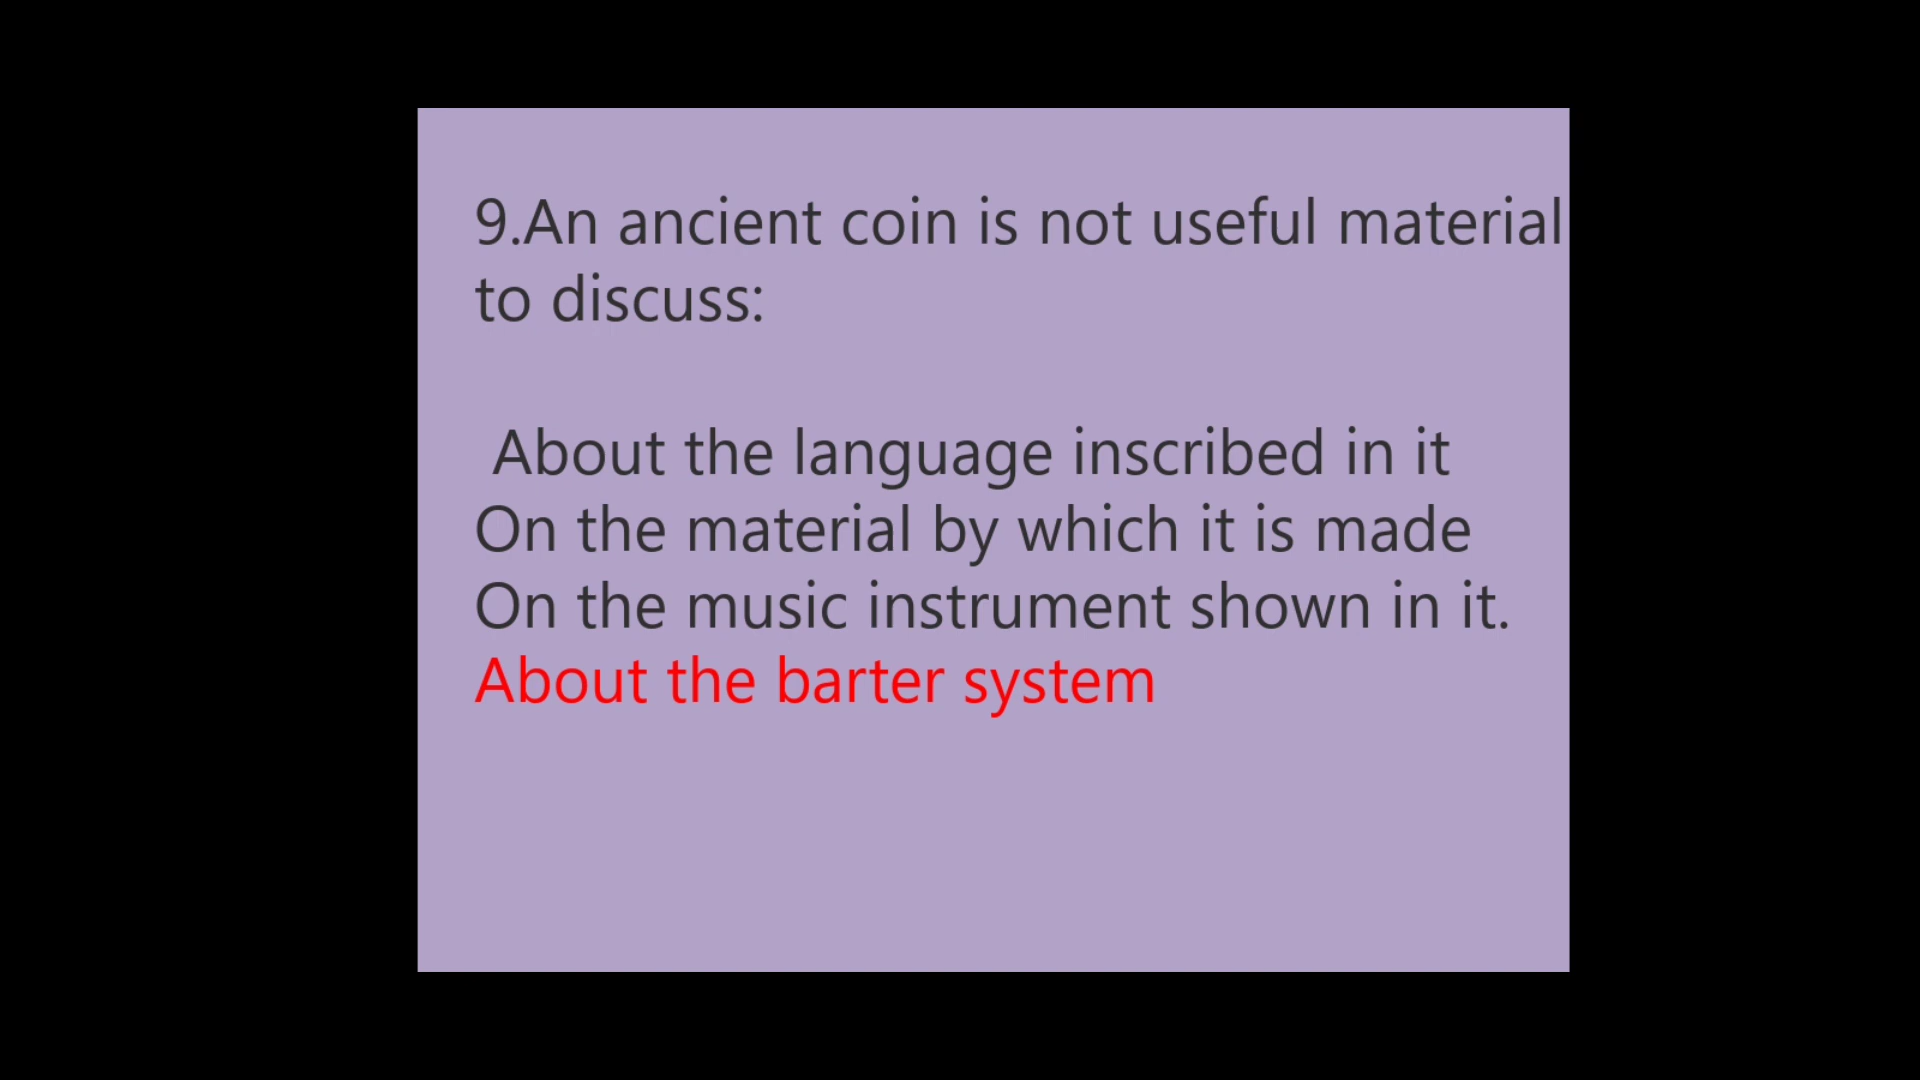 9.An ancient coin is not useful material
to discuss:
About the language inscribed in it
On the material by which it is made
On the music instrument shown in it.
About the barter system